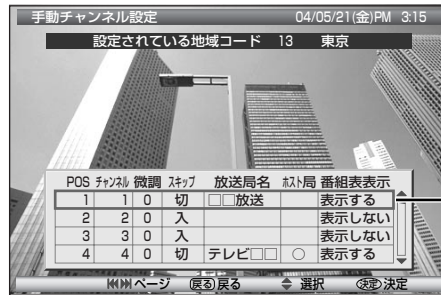 手動チャンネル設定 04/05/21(金)PM 3:15
設定されている地域コード 13 東京
POS チャンネル 微調 スキップ 放送局名 ホスト局 番組表表示
1 1 0 切 □□放送 表示する
2 2 0 入 表示しない
3 3 0 入 表示しない
4 4 0 切 テレビ□□ ○ 表示する
ページ 戻る 戻る 選択 決定 決定